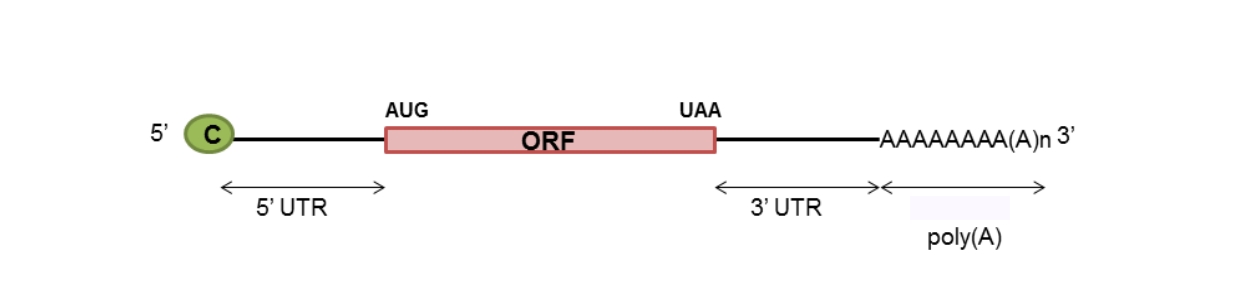 AUG UAA
5’ C ORF AAAAAAAA(A)n 3’
5’ UTR 3’ UTR
poly(A)